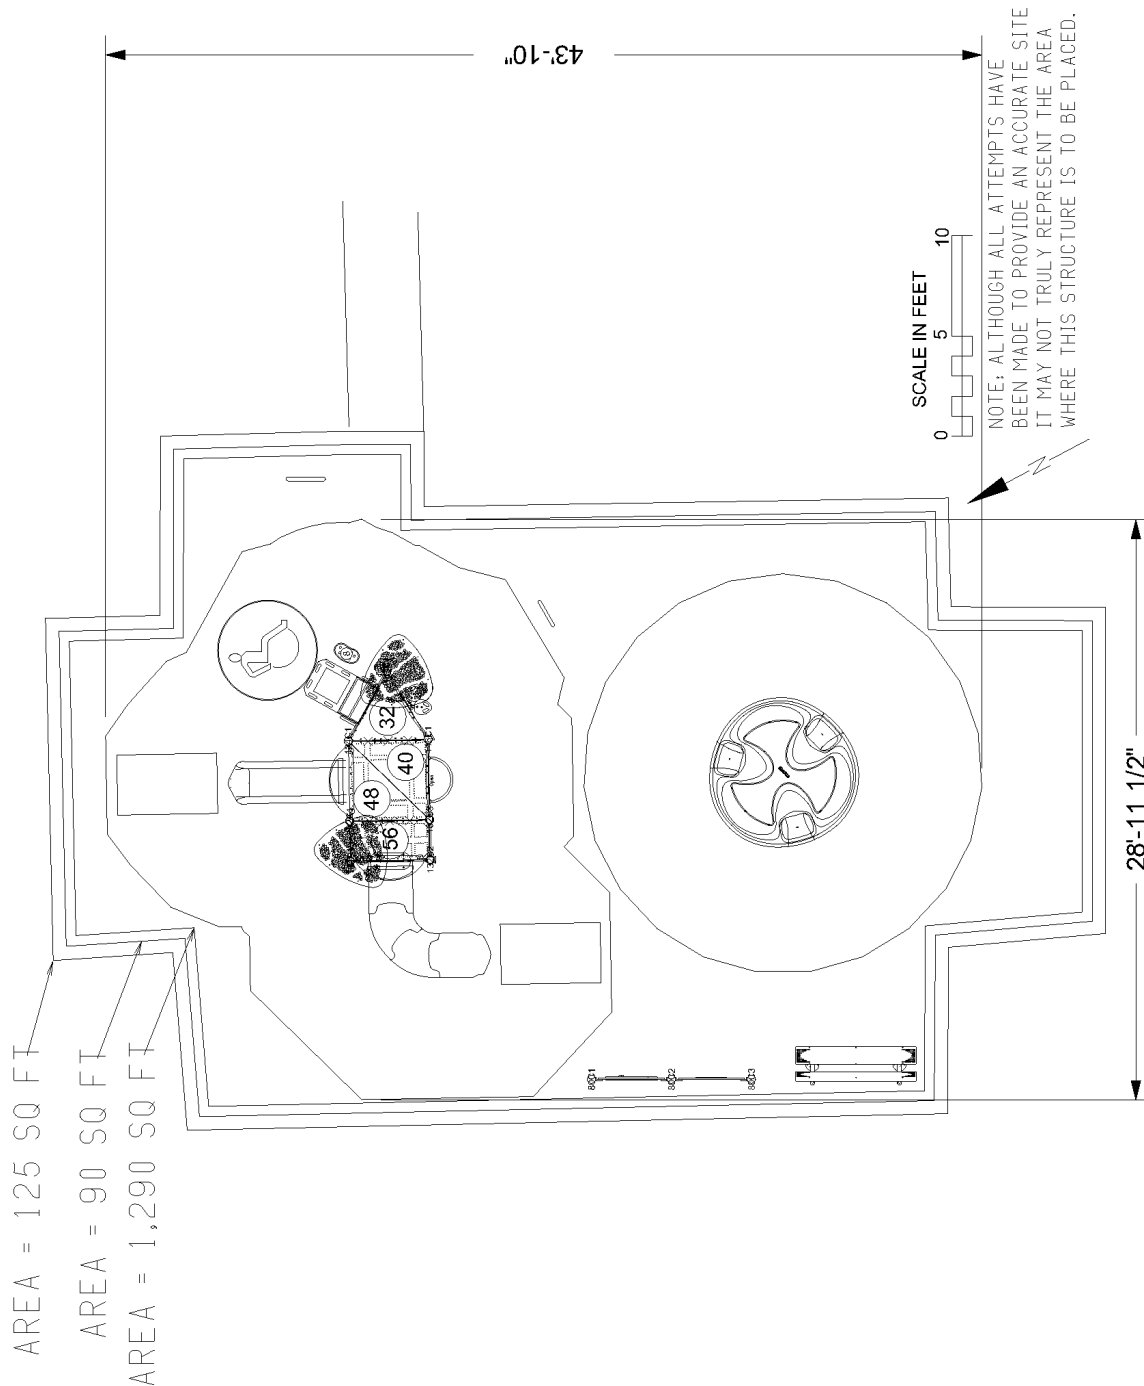 AREA = 125 SQ FT
AREA = 90 SQ FT
AREA = 1,290 SQ FT
43'-10"
32
40
48
56
SCALE IN FEET
0 5 10
NOTE: ALTHOUGH ALL ATTEMPTS HAVE
BEEN MADE TO PROVIDE AN ACCURATE SITE
IT MAY NOT TRULY REPRESENT THE AREA
WHERE THIS STRUCTURE IS TO BE PLACED.
N
28'-11 1/2"